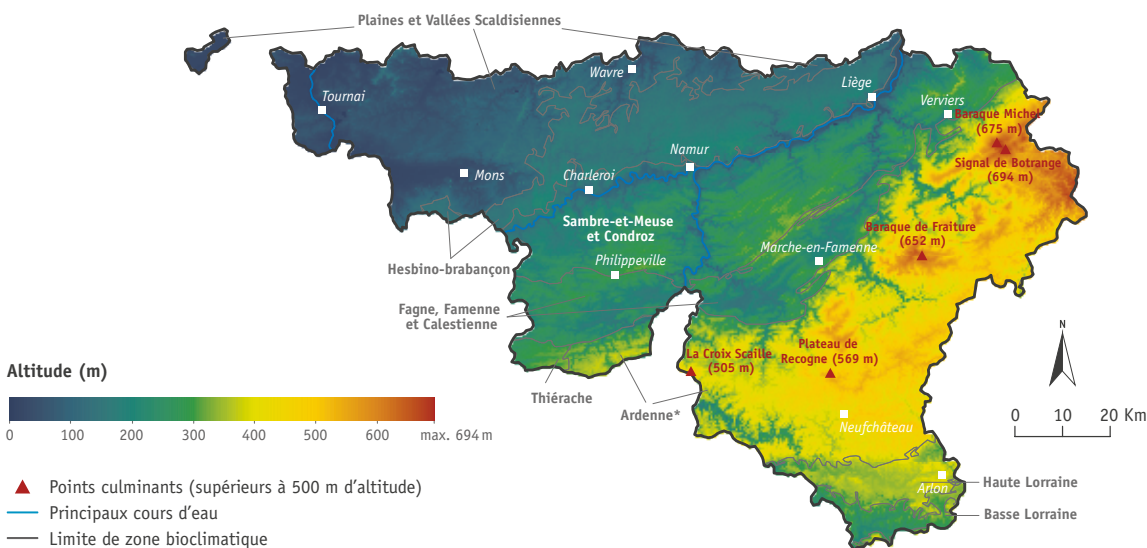 Plaines et Vallées Scaldisiennes
Wavre
Liège
Tournai
Verviers
Baraque Michel
(675 m)
Signal de Botrange
(694 m)
Namur
Mons
Charleroi
Sambre-et-Meuse
et Condroz
Baraque de Fraiture
(652 m)
Marche-en-Famenne
Philippeville
Hesbino-brabançon
Fagne, Famenne
et Calestienne
La Croix Scaille
(505 m)
Plateau de
Recogne (569 m)
N
Altitude (m)
Thiérache
Ardenne*
0 10 20 Km
Neufchâteau
0 100 200 300 400 500 600 max. 694 m
Arlon
Haute Lorraine
Basse Lorraine
Points culminants (supérieurs à 500 m d'altitude)
Principaux cours d'eau
Limite de zone bioclimatique